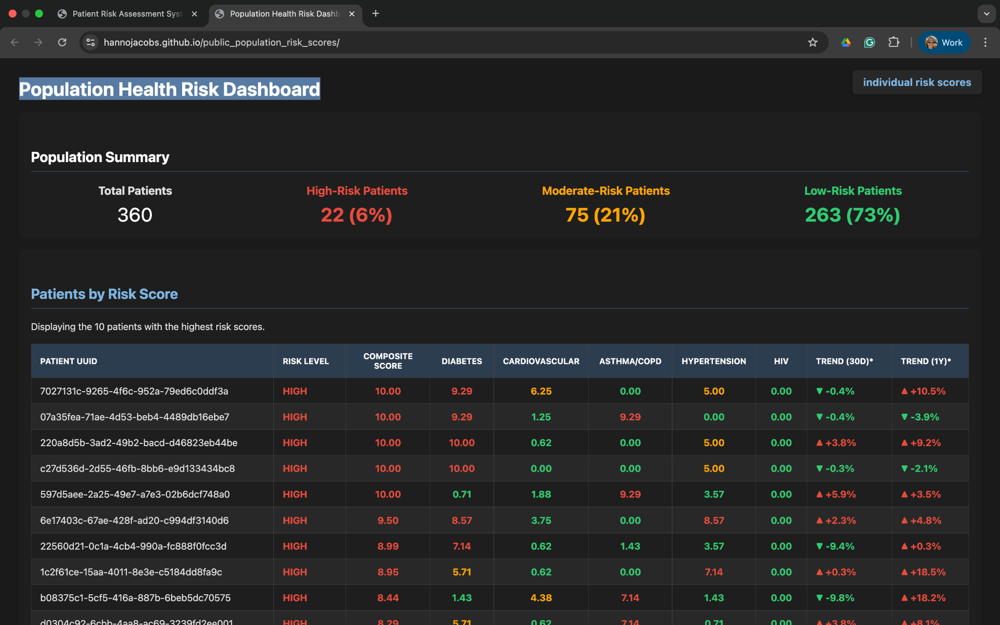 Patient Risk Assessment Syst
Population Health Risk Dashb
hannojacobs.github.io/public_population_risk_scores/
Work
Population Health Risk Dashboard
individual risk scores
Population Summary
Total Patients High-Risk Patients Moderate-Risk Patients Low-Risk Patients
360 22 (6%) 75 (21%) 263 (73%)
Patients by Risk Score
Displaying the 10 patients with the highest risk scores.
PATIENT UUID RISK LEVEL COMPOSITE SCORE DIABETES CARDIOVASCULAR ASTHMA/COPD HYPERTENSION HIV TREND (30D)* TREND (1Y)*
7027131c-9265-4f6c-952a-79ed6c0ddf3a HIGH 10.00 9.29 6.25 0.00 5.00 0.00 ▼ -0.4% ▲ +10.5%
07a35fea-71ae-4d53-beb4-4489db16ebe7 HIGH 10.00 9.29 1.25 9.29 0.00 0.00 ▼ -0.4% ▼ -3.9%
220a8d5b-3ad2-49b2-bacd-d46823eb44be HIGH 10.00 10.00 0.62 0.00 5.00 0.00 ▲ +3.8% ▲ +9.2%
c27d536d-2d55-46fb-8bb6-e9d133434bc8 HIGH 10.00 10.00 0.00 0.00 5.00 0.00 ▼ -0.3% ▼ -2.1%
597d5aee-2a25-49e7-a7e3-02b6dcf748a0 HIGH 10.00 0.71 1.88 9.29 3.57 0.00 ▲ +5.9% ▲ +3.5%
6e17403c-67ae-428f-ad20-c994df3140d6 HIGH 9.50 8.57 3.75 0.00 8.57 0.00 ▲ +2.3% ▲ +4.8%
22560d21-0c1a-4cb4-990a-fc888f0fcc3d HIGH 8.99 7.14 0.62 1.43 3.57 0.00 ▼ -9.4% ▲ +0.3%
1c2f61ce-15aa-4011-8e3e-c5184dd8fa9c HIGH 8.95 5.71 0.62 0.00 7.14 0.00 ▲ +0.3% ▲ +18.5%
b08375c1-5cf5-416a-887b-6beb5dc70575 HIGH 8.44 1.43 4.38 7.14 1.43 0.00 ▼ -9.8% ▲ +18.2%
d0304c92-6cbb-4aa8-ac69-3239fd2ee001 HIGH 8.29 5.71 0.62 7.14 0.71 0.00 ▲ +3.8% ▲ +8.1%